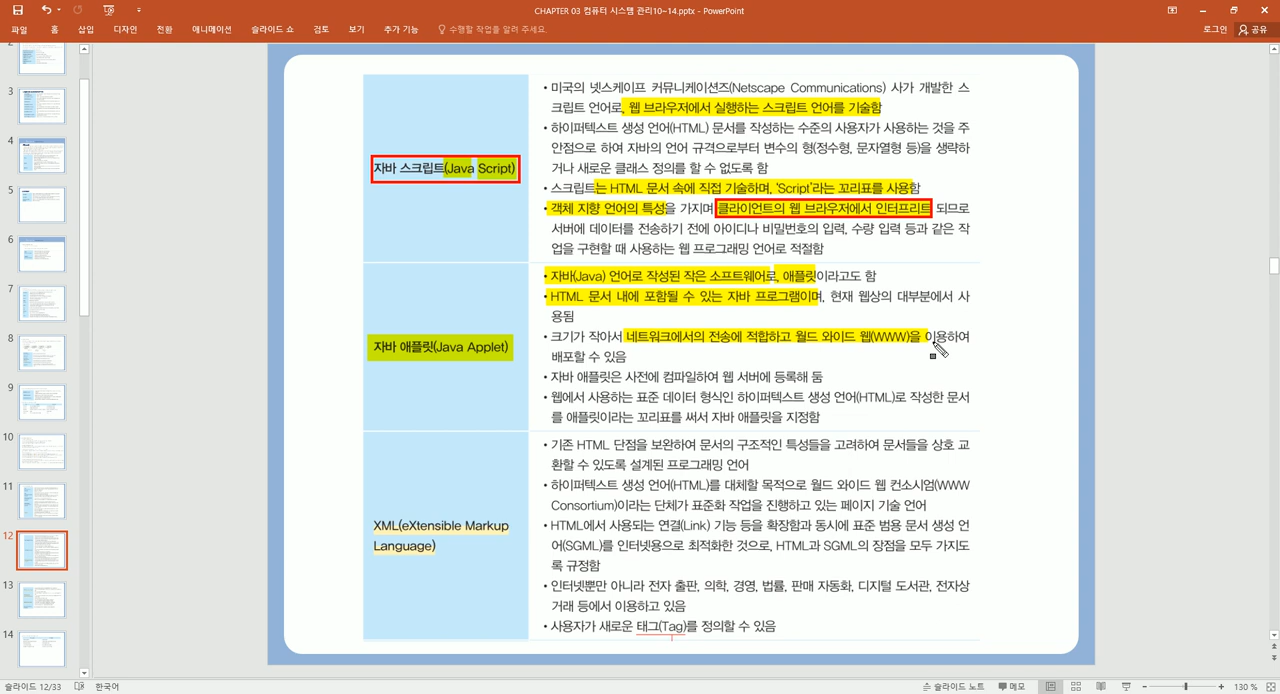 CHAPTER 03 컴퓨터 시스템 관리10~14.pptx - PowerPoint
파일 홈 삽입 디자인 전환 애니메이션 슬라이드 쇼 검토 보기 추가 기능 수행할 작업을 알려 주세요. 로그인 공유
2
3
4
5
6
7
8
9
10
11
12
13
14
자바 스크립트(Java Script)
• 미국의 넷스케이프 커뮤니케이션즈(Netscape Communications) 사가 개발한 스
크립트 언어로, 웹 브라우저에서 실행하는 스크립트 언어를 기술함
• 하이퍼텍스트 생성 언어(HTML) 문서를 작성하는 수준의 사용자가 사용하는 것을 주
안점으로 하여 자바의 언어 규격으로부터 변수의 형(정수형, 문자열형 등)을 생략하
거나 새로운 클래스 정의를 할 수 없도록 함
• 스크립트는 HTML 문서 속에 직접 기술하며, 'Script'라는 꼬리표를 사용함
• 객체 지향 언어의 특성을 가지며 클라이언트의 웹 브라우저에서 인터프리트 되므로
서버에 데이터를 전송하기 전에 아이디나 비밀번호의 입력, 수량 입력 등과 같은 작
업을 구현할 때 사용하는 웹 프로그래밍 언어로 적절함
자바 애플릿(Java Applet)
• 자바(Java) 언어로 작성된 작은 소프트웨어로, 애플릿이라고도 함
• HTML 문서 내에 포함될 수 있는 자바 프로그램이며, 현재 웹상의 대부분에서 사
용됨
• 크기가 작아서 네트워크에서의 전송에 적합하고 월드 와이드 웹(WWW)을 이용하여
배포할 수 있음
• 자바 애플릿은 사전에 컴파일하여 웹 서버에 등록해 둠
• 웹에서 사용하는 표준 데이터 형식인 하이퍼텍스트 생성 언어(HTML)로 작성한 문서
를 애플릿이라는 꼬리표를 써서 자바 애플릿을 지정함
XML(eXtensible Markup
Language)
• 기존 HTML 단점을 보완하여 문서의 구조적인 특성들을 고려하여 문서들을 상호 교
환할 수 있도록 설계된 프로그래밍 언어
• 하이퍼텍스트 생성 언어(HTML)를 대체할 목적으로 월드 와이드 웹 컨소시엄(WWW
Consortium)이라는 단체가 표준화 작업을 진행하고 있는 페이지 기술 언어
• HTML에서 사용되는 연결(Link) 기능 등을 확장함과 동시에 표준 범용 문서 생성 언
어(SGML)를 인터넷용으로 최적화한 것으로, HTML과 SGML의 장점을 모두 가지도
록 규정함
• 인터넷뿐만 아니라 전자 출판, 의학, 경영, 법률, 판매 자동화, 디지털 도서관, 전자상
거래 등에서 이용하고 있음
• 사용자가 새로운 태그(Tag)를 정의할 수 있음
슬라이드 12/33 한국어 슬라이드 노트 메모 130 %